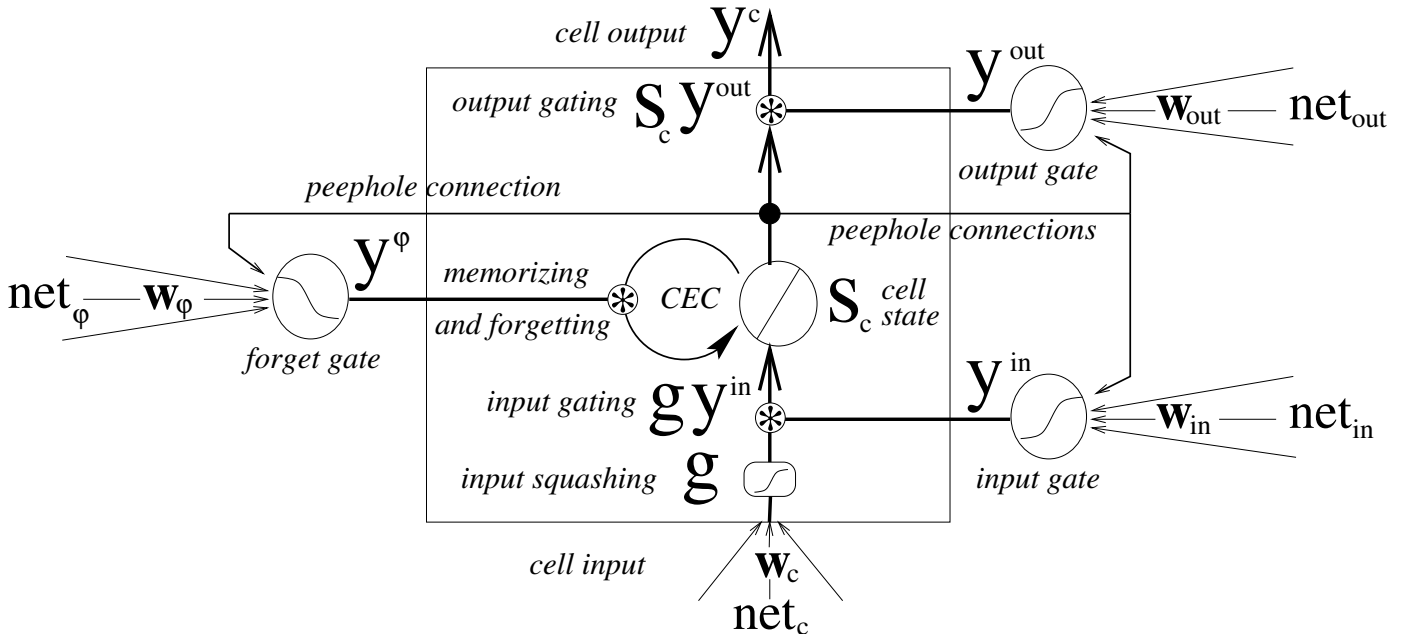 cell output y^c
y^out
output gating S_c y^out
w_out net_out
output gate
peephole connection
peephole connections
y^φ
memorizing
net_φ w_φ
CEC
S_c cell state
and forgetting
forget gate
y^in
input gating g y^in
w_in net_in
input squashing g
input gate
cell input w_c
net_c